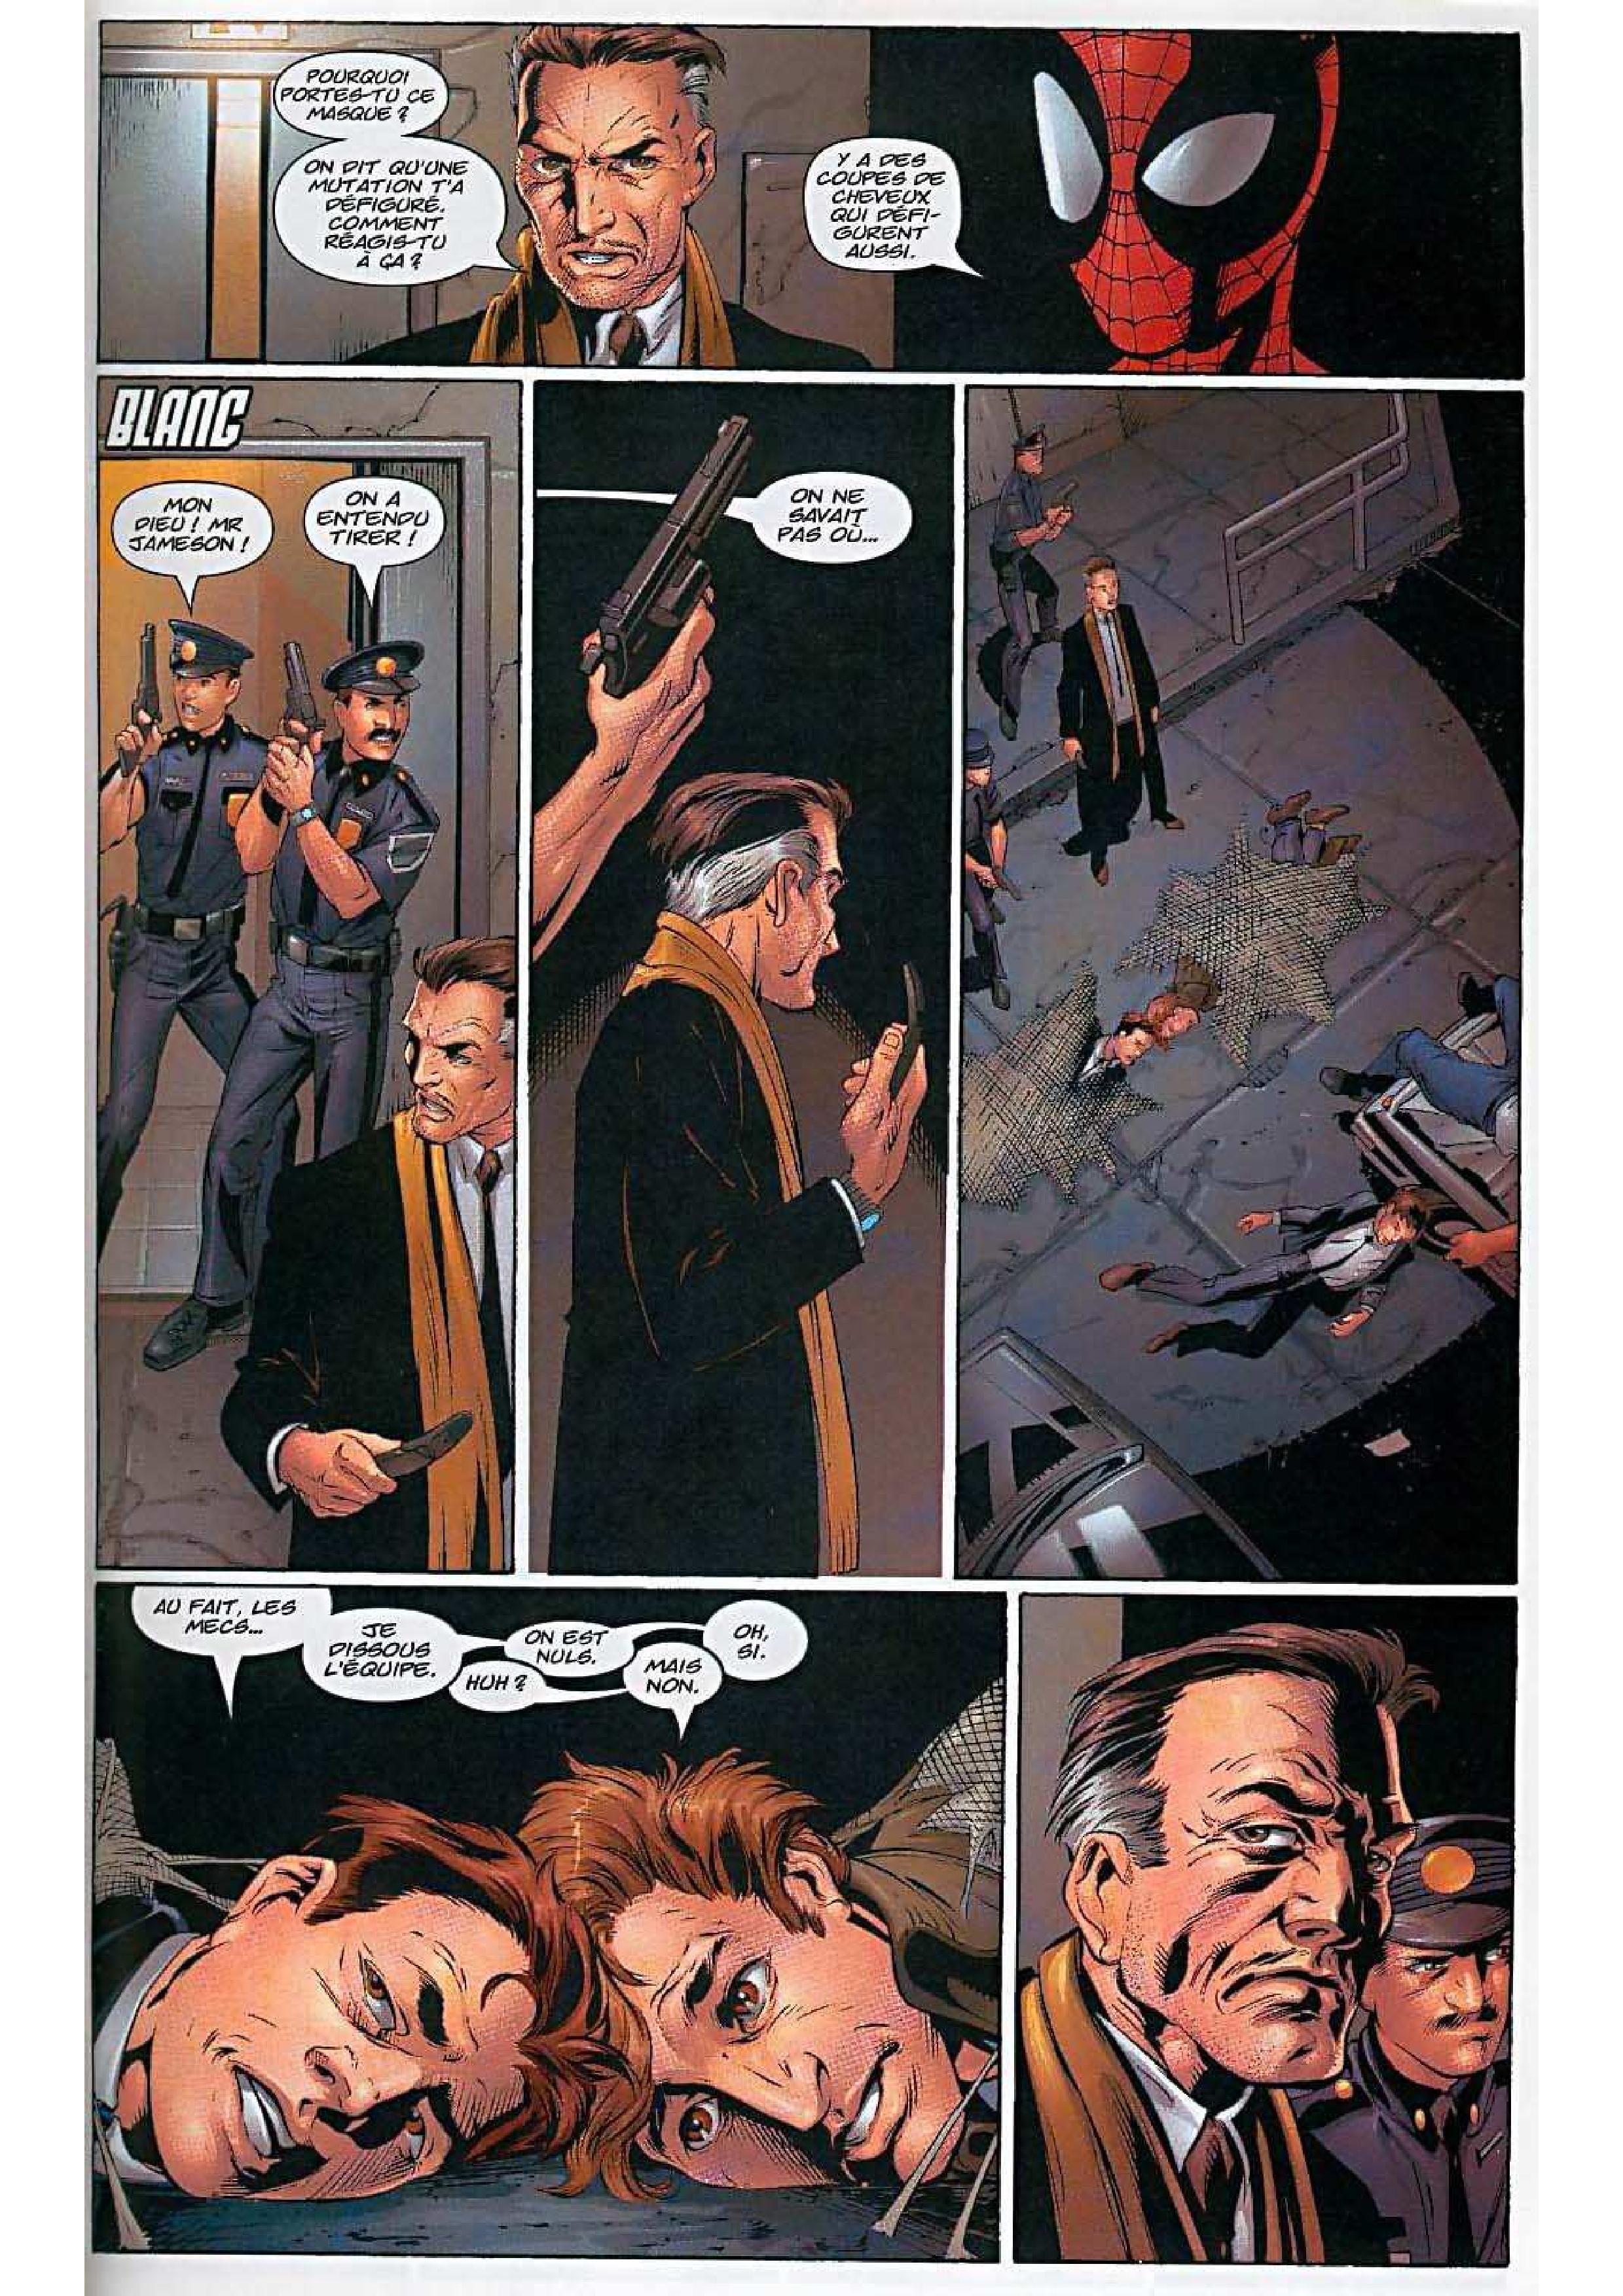 POURQUOI
PORTES-TU CE
MASQUE ?
ON DIT QU'UNE
MUTATION T'A
DÉFIGURÉ.
COMMENT
RÉAGIS-TU
À ÇA ?
Y A DES
COUPES DE
CHEVEUX
QUI DÉFI-
GURENT
AUSSI.
BLANG
MON
DIEU ! MR
JAMESON !
ON A
ENTENDU
TIRER !
ON NE
SAVAIT
PAS OÙ...
AU FAIT, LES
MECS...
JE
DISSOUS
L'ÉQUIPE.
HUH ?
ON EST
NULS.
MAIS
NON.
OH,
SI.